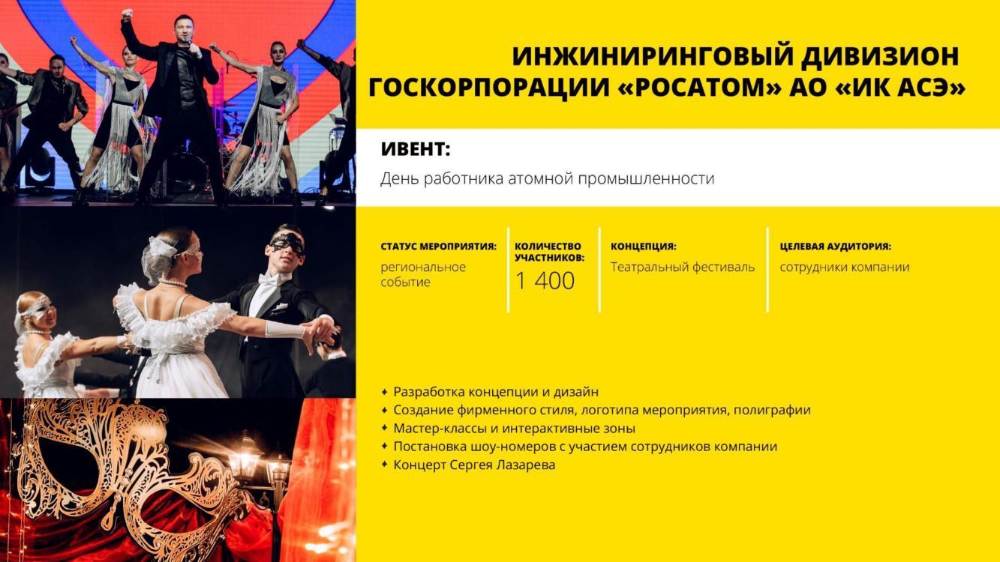 ИНЖИНИРИНГОВЫЙ ДИВИЗИОН
ГОСКОРПОРАЦИИ «РОСАТОМ» АО «ИК АСЭ»
ИВЕНТ:
День работника атомной промышленности
СТАТУС МЕРОПРИЯТИЯ:
региональное
событие
КОЛИЧЕСТВО
УЧАСТНИКОВ:
1 400
КОНЦЕПЦИЯ:
Театральный фестиваль
ЦЕЛЕВАЯ АУДИТОРИЯ:
сотрудники компании
✦ Разработка концепции и дизайн
✦ Создание фирменного стиля, логотипа мероприятия, полиграфии
✦ Мастер-классы и интерактивные зоны
✦ Постановка шоу-номеров с участием сотрудников компании
✦ Концерт Сергея Лазарева